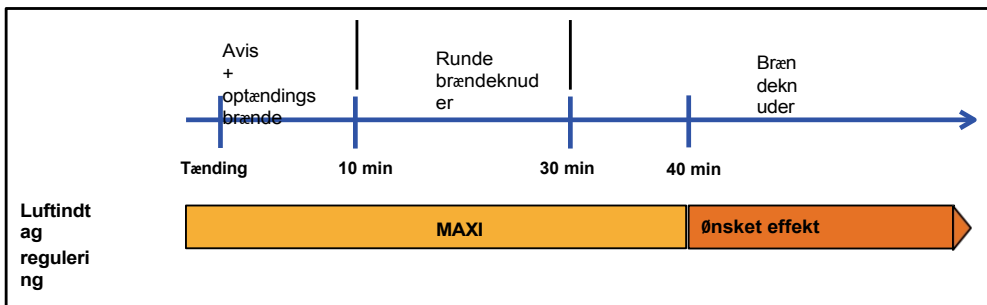 Avis
+
optændings
brænde
Runde
brændeknud
er
Bræn
dekn
uder
Tænding
10 min
30 min
40 min
Luftindt
ag
reguleri
ng
MAXI
Ønsket effekt